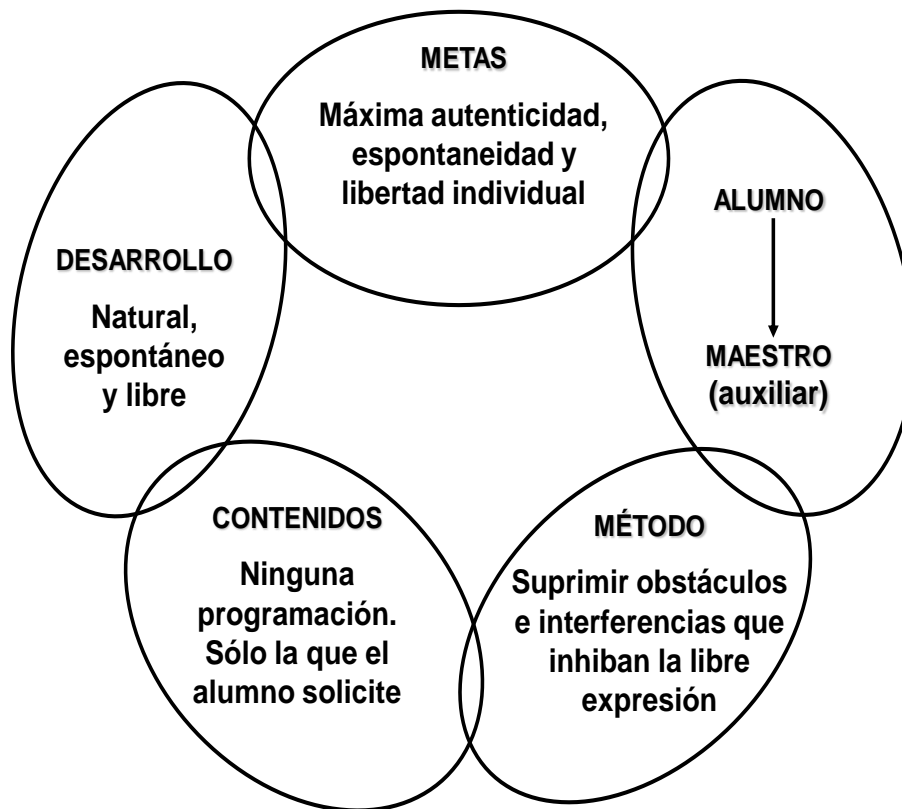 METAS
Máxima autenticidad,
espontaneidad y
libertad individual
ALUMNO
MAESTRO
(auxiliar)
DESARROLLO
Natural,
espontáneo
y libre
CONTENIDOS
Ninguna
programación.
Sólo la que el
alumno solicite
MÉTODO
Suprimir obstáculos
e interferencias que
inhiban la libre
expresión